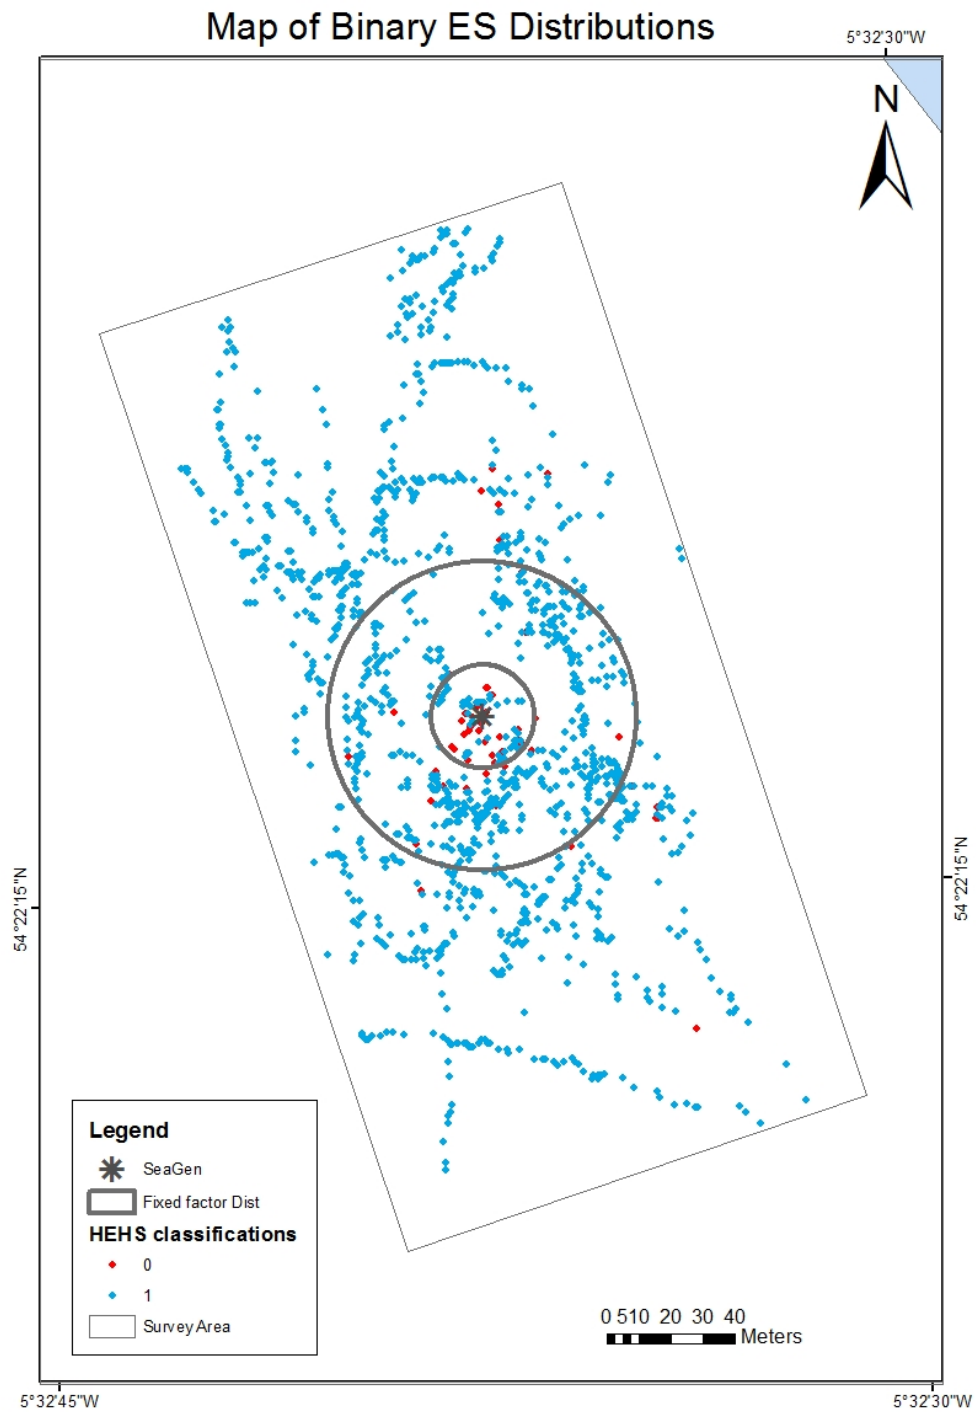 Map of Binary ES Distributions
5°32'30"W
N
54°22'15"N
54°22'15"N
Legend
SeaGen
Fixed factor Dist
HEHS classifications
0
1
Survey Area
0 510 20 30 40
Meters
5°32'45"W
5°32'30"W